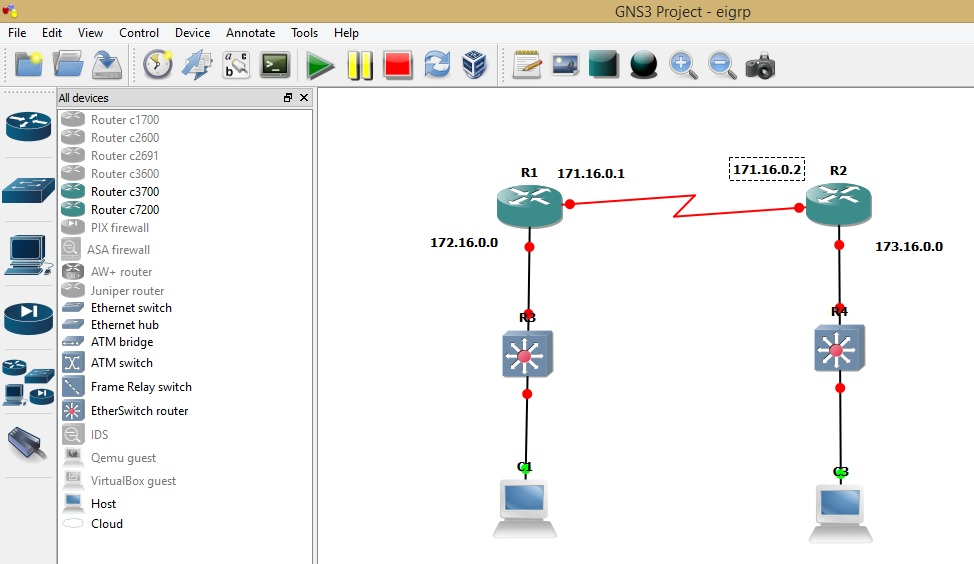 GNS3 Project - eigrp
File Edit View Control Device Annotate Tools Help
a c
b
All devices
Router c1700
Router c2600
Router c2691
Router c3600
Router c3700
Router c7200
PIX firewall
ASA firewall
AW+ router
Juniper router
Ethernet switch
Ethernet hub
ATM bridge
ATM switch
Frame Relay switch
EtherSwitch router
IDS
Qemu guest
VirtualBox guest
Host
Cloud
R1 171.16.0.1
171.16.0.2 R2
172.16.0.0
173.16.0.0
R3
R4
C1
C3